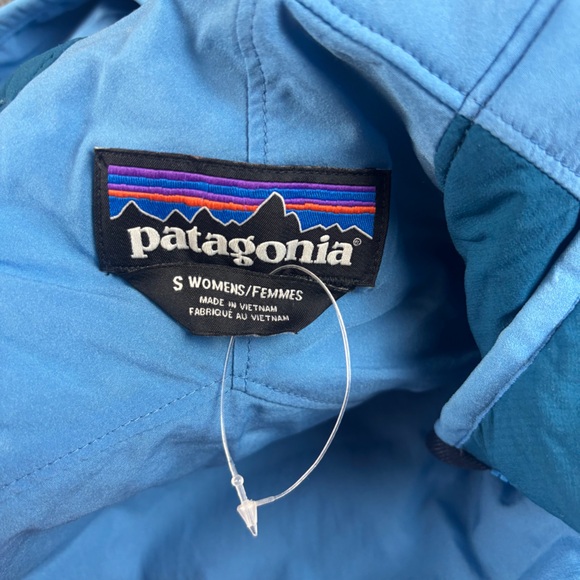 patagonia®
S WOMENS/FEMMES
MADE IN VIETNAM
FABRIQUÉ AU VIETNAM